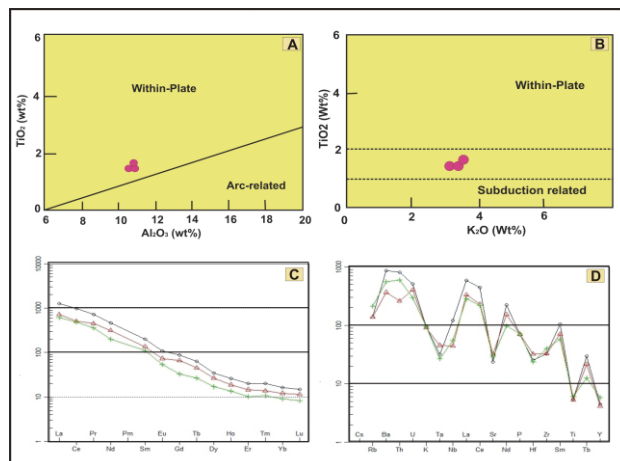 A
TiO₂ (wt%)
6
4
2
0
Within-Plate
Arc-related
6 8 10 12 14 16 18 20
Al₂O₃ (wt%)
B
TiO2 (Wt%)
6
4
2
1
0
Within-Plate
Subduction related
0 2 4 6
K₂O (Wt%)
C
10000
1000
100
10
1
La Pr Pm Eu Tb Ho Tm Lu
Ce Nd Sm Gd Dy Er Yb
D
1000
100
10
1
Cs Ba U Ta La Sr P Zr Ti Y
Rb Th K Nb Ce Nd Hf Sm Tb